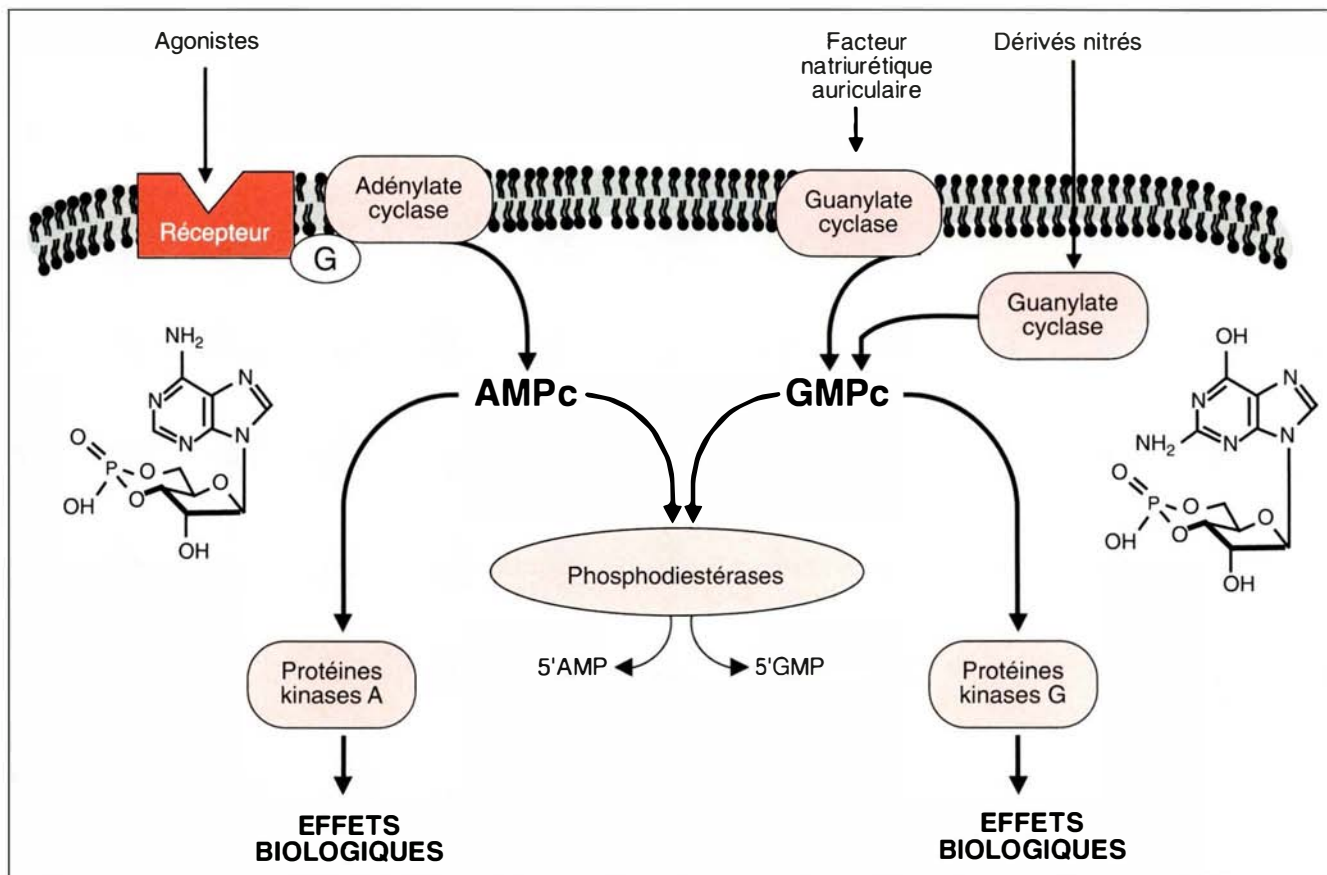 Agonistes
Facteur
natriurétique
auriculaire
Dérivés nitrés
Récepteur
G
Adénylate
cyclase
Guanylate
cyclase
Guanylate
cyclase
NH₂
N
N
N
N
O
P
O
O
OH
O
OH
AMPc
GMPc
OH
N
N
NH₂
N
N
O
P
O
O
OH
O
OH
Phosphodiestérases
5'AMP
5'GMP
Protéines
kinases A
Protéines
kinases G
EFFETS
BIOLOGIQUES
EFFETS
BIOLOGIQUES